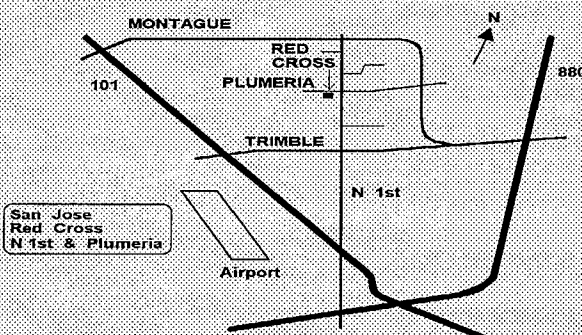 MONTAGUE
N
RED
CROSS
880
101
PLUMERIA
TRIMBLE
N 1st
San Jose
Red Cross
N 1st & Plumeria
Airport